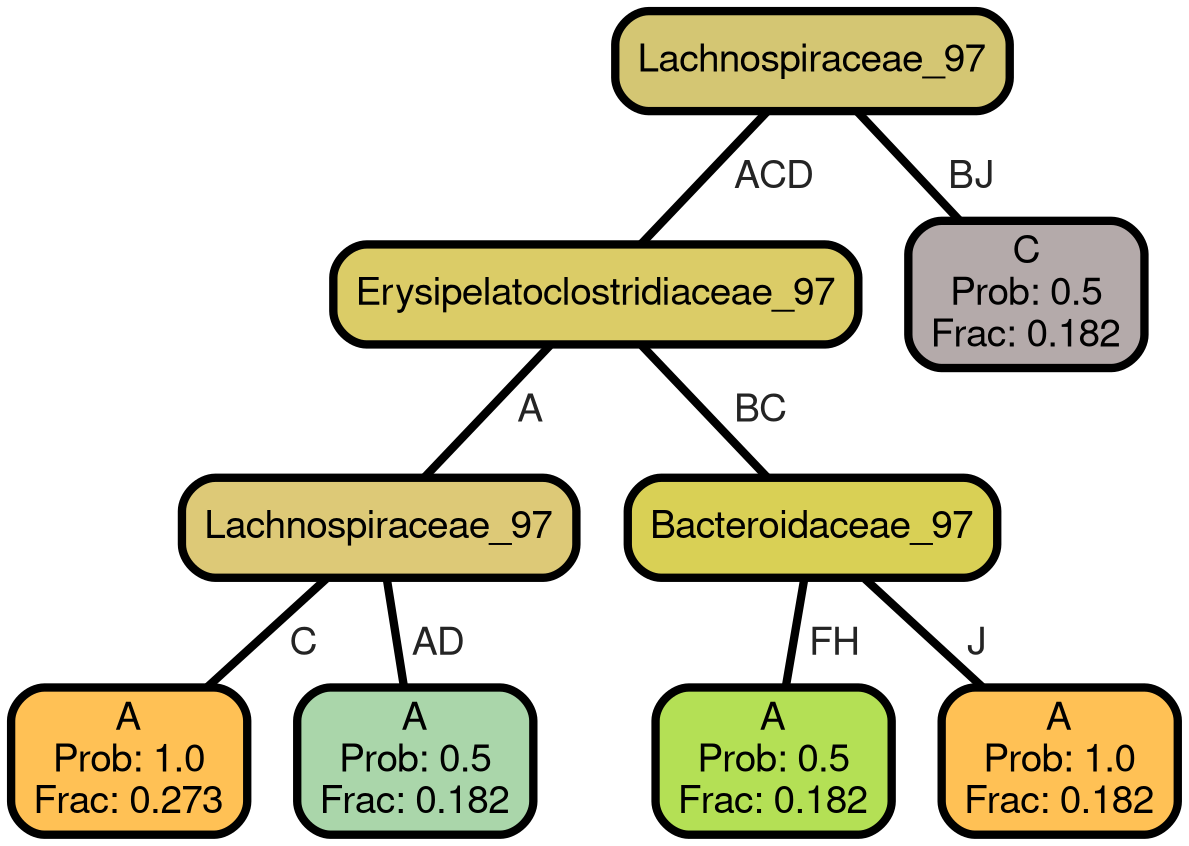 Lachnospiraceae_97
ACD
BJ
Erysipelatoclostridiaceae_97
C
Prob: 0.5
Frac: 0.182
A
BC
Lachnospiraceae_97
Bacteroidaceae_97
C
AD
FH
J
A
Prob: 1.0
Frac: 0.273
A
Prob: 0.5
Frac: 0.182
A
Prob: 0.5
Frac: 0.182
A
Prob: 1.0
Frac: 0.182